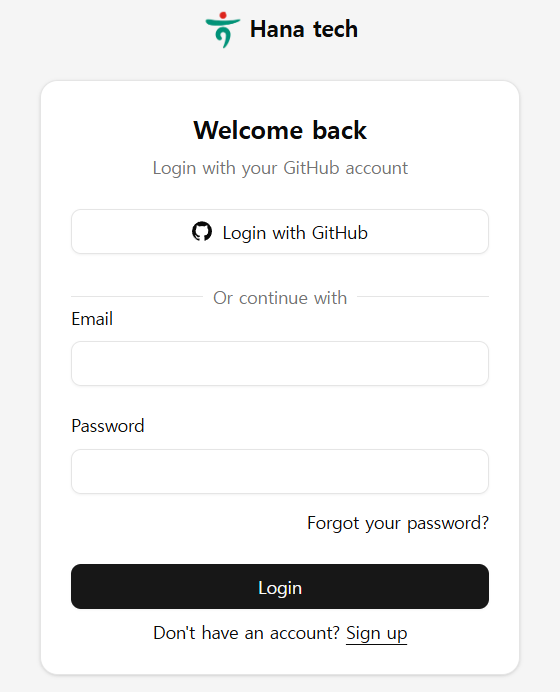 Hana tech
Welcome back
Login with your GitHub account
Login with GitHub
Or continue with
Email
Password
Forgot your password?
Login
Don't have an account? Sign up